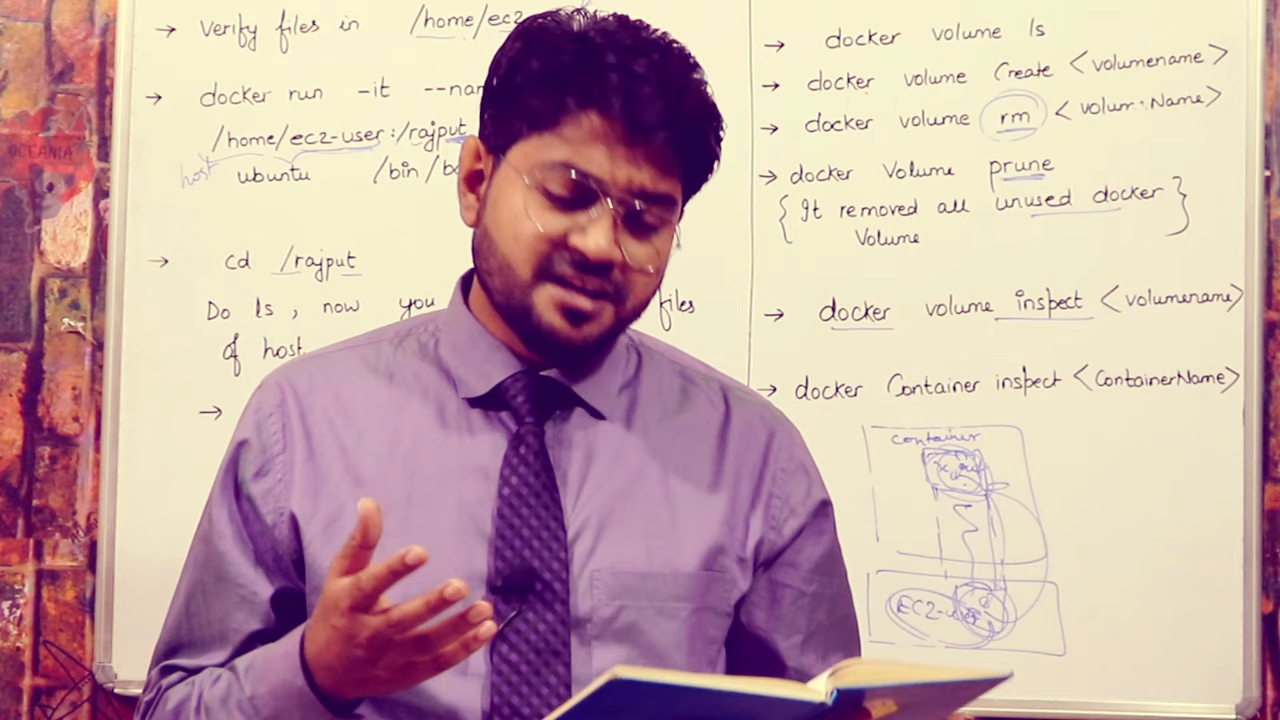 → Verify files in /home/ec2
→ docker run -it --nam
/home/ec2-user:/rajput
host ubuntu /bin/b
→ cd /rajput
Do ls, now you files
of host
→
→ docker volume ls
→ docker volume Create <volumename>
→ docker volume rm <volumeName>
→ docker Volume prune
{ It removed all unused docker }
Volume
→ docker volume inspect <volumename>
→ docker Container inspect <ContainerName>
Container
EC2-user
OCEANIA